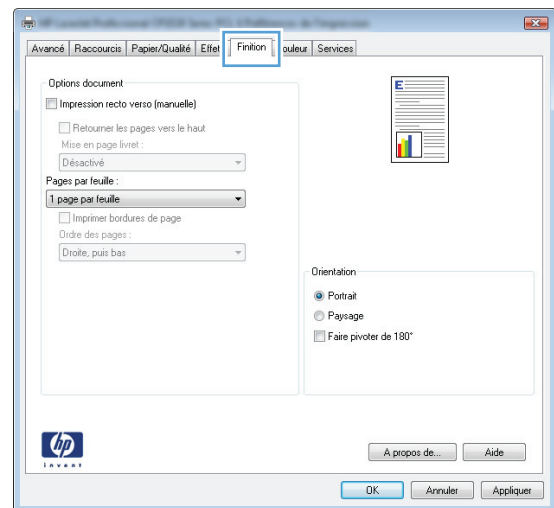 Avancé Raccourcis Papier/Qualité Effet Finition ouleur Services
Options document
Impression recto verso (manuelle)
Retourner les pages vers le haut
Mise en page livret :
Désactivé
Pages par feuille :
1 page par feuille
Imprimer bordures de page
Ordre des pages :
Droite, puis bas
E
Orientation
Portrait
Paysage
Faire pivoter de 180°
hp
invent
A propos de... Aide
OK Annuler Appliquer